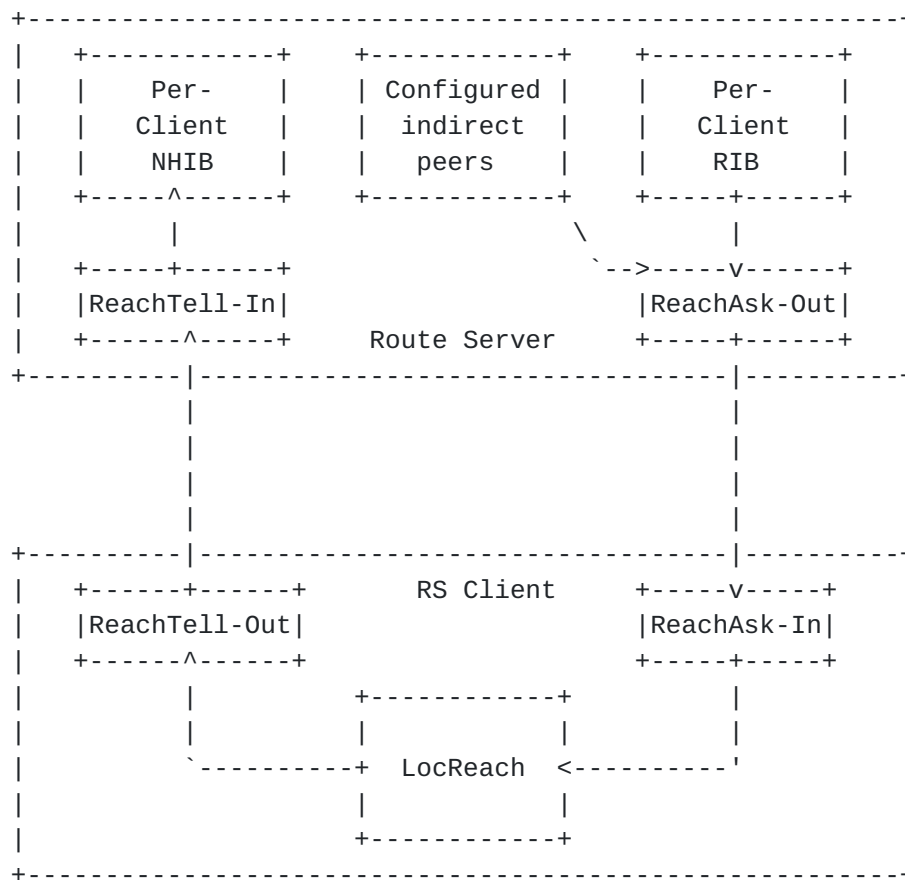 Per- Configured Per-
Client indirect Client
NHIB peers RIB
ReachTell-In ReachAsk-Out
Route Server
RS Client
ReachTell-Out ReachAsk-In
LocReach